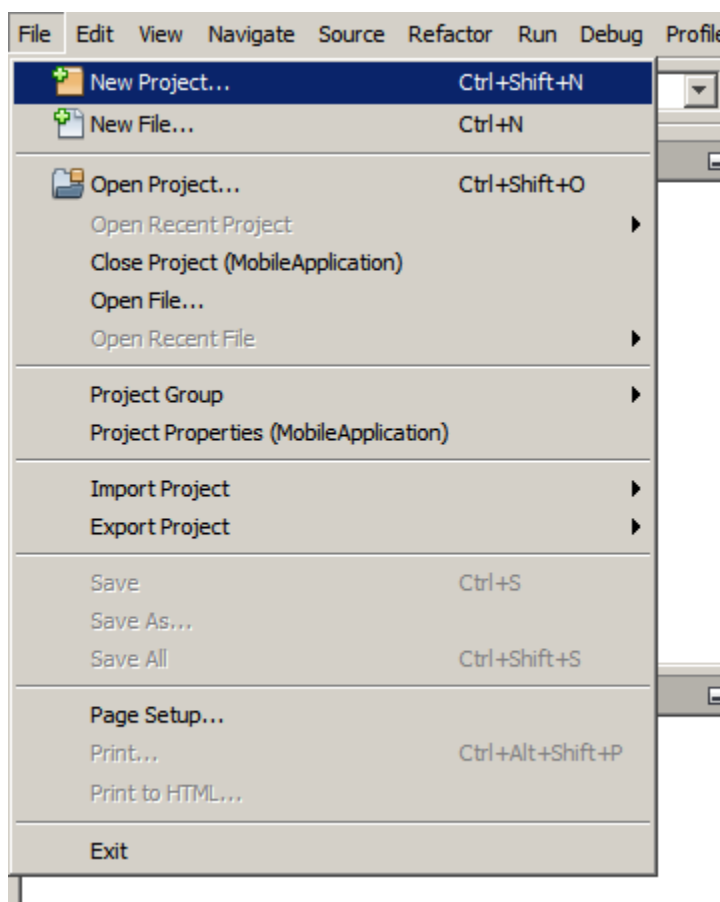 File Edit View Navigate Source Refactor Run Debug Profile
New Project... Ctrl+Shift+N
New File... Ctrl+N
Open Project... Ctrl+Shift+O
Open Recent Project
Close Project (MobileApplication)
Open File...
Open Recent File
Project Group
Project Properties (MobileApplication)
Import Project
Export Project
Save Ctrl+S
Save As...
Save All Ctrl+Shift+S
Page Setup...
Print... Ctrl+Alt+Shift+P
Print to HTML...
Exit